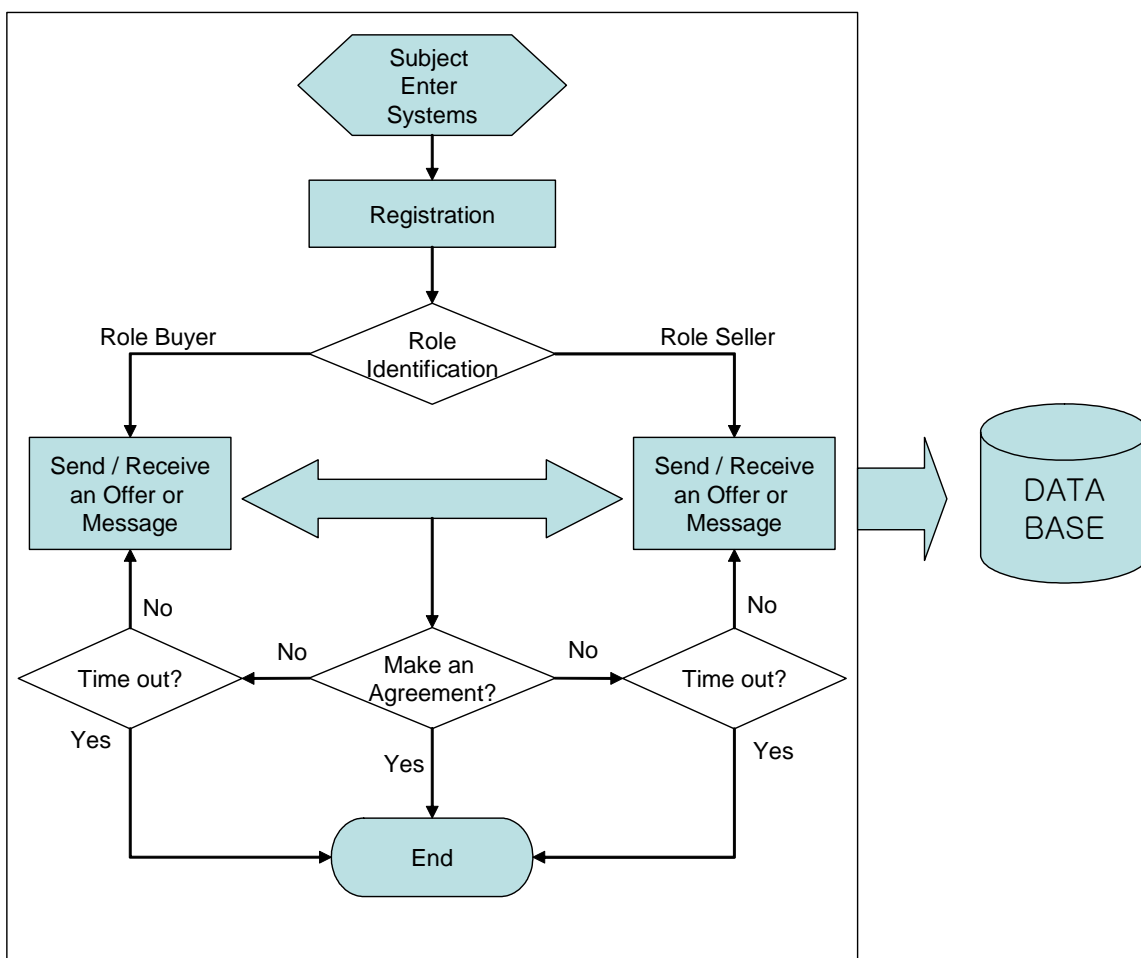 Subject
Enter
Systems
Registration
Role Buyer
Role
Identification
Role Seller
Send / Receive
an Offer or
Message
Send / Receive
an Offer or
Message
DATA
BASE
No
No
Time out?
No
Make an
Agreement?
No
Time out?
Yes
Yes
Yes
End